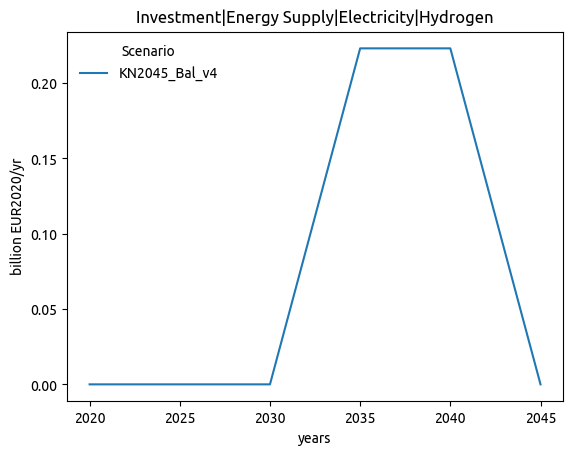 Investment|Energy Supply|Electricity|Hydrogen
Scenario
KN2045_Bal_v4
billion EUR2020/yr
0.20
0.15
0.10
0.05
0.00
2020 2025 2030 2035 2040 2045
years